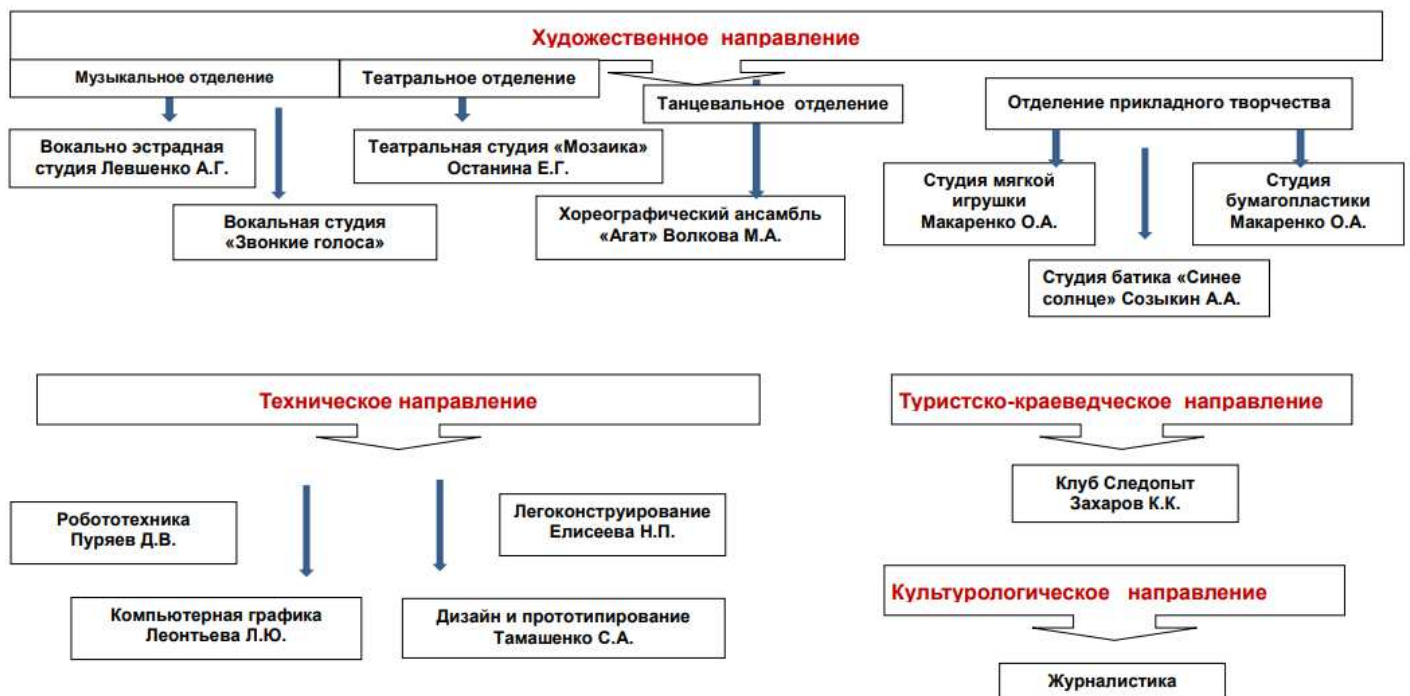 Художественное направление
Музыкальное отделение
Театральное отделение
Танцевальное отделение
Отделение прикладного творчества
Вокально эстрадная
студия Левшенко А.Г.
Театральная студия «Мозаика»
Останина Е.Г.
Студия мягкой
игрушки
Макаренко О.А.
Студия
бумагопластики
Макаренко О.А.
Вокальная студия
«Звонкие голоса»
Хореографический ансамбль
«Агат» Волкова М.А.
Студия батика «Синее
солнце» Созыкин А.А.
Техническое направление
Туристско-краеведческое направление
Робототехника
Пуряев Д.В.
Легоконструирование
Елисеева Н.П.
Клуб Следопыт
Захаров К.К.
Компьютерная графика
Леонтьева Л.Ю.
Дизайн и прототипирование
Тамашенко С.А.
Культурологическое направление
Журналистика